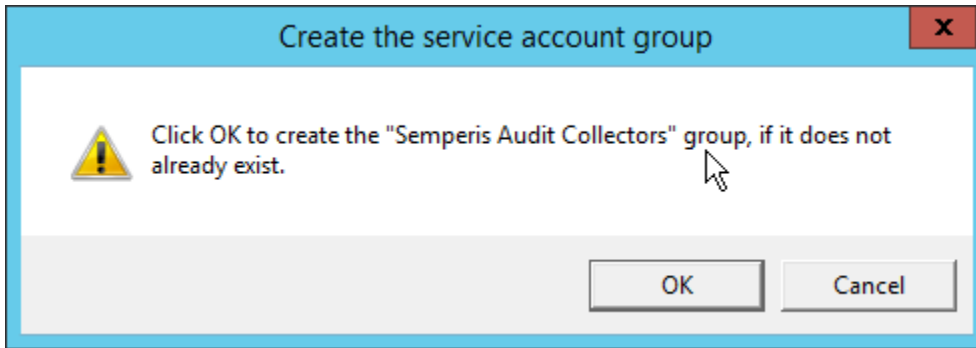 Create the service account group
x
Click OK to create the "Semperis Audit Collectors" group, if it does not
already exist.
OK
Cancel